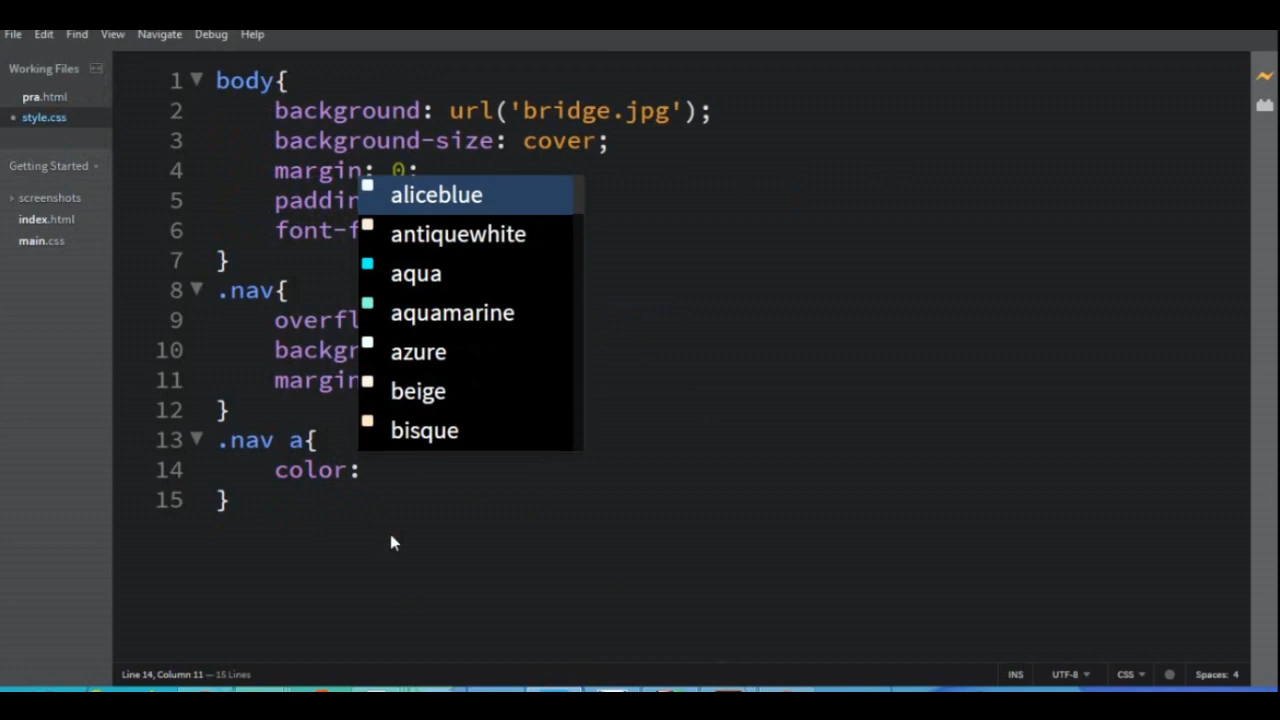 File Edit Find View Navigate Debug Help
Working Files
pra.html
style.css
Getting Started
screenshots
index.html
main.css
1 body{
2 background: url('bridge.jpg');
3 background-size: cover;
4 margin: 0;
5 paddin
6 font-f
7 }
8 .nav{
9 overfl
10 backgr
11 margin
12 }
13 .nav a{
14 color:
15 }
aliceblue
antiquewhite
aqua
aquamarine
azure
beige
bisque
Line 14, Column 11 — 15 Lines
INS UTF-8 CSS Spaces: 4